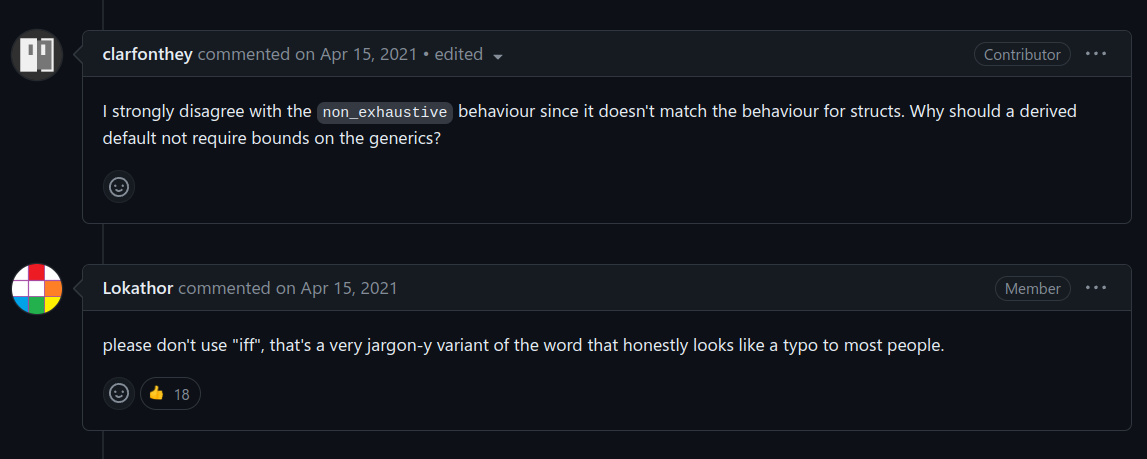 clarfonthey commented on Apr 15, 2021 • edited
Contributor
I strongly disagree with the non_exhaustive behaviour since it doesn't match the behaviour for structs. Why should a derived
default not require bounds on the generics?
Lokathor commented on Apr 15, 2021
Member
please don't use "iff", that's a very jargon-y variant of the word that honestly looks like a typo to most people.
👍 18